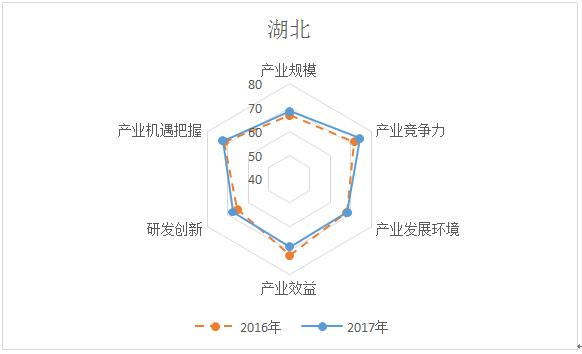 湖北
产业规模
80
70
60
50
40
产业机遇把握
产业竞争力
研发创新
产业发展环境
产业效益
2016年
2017年